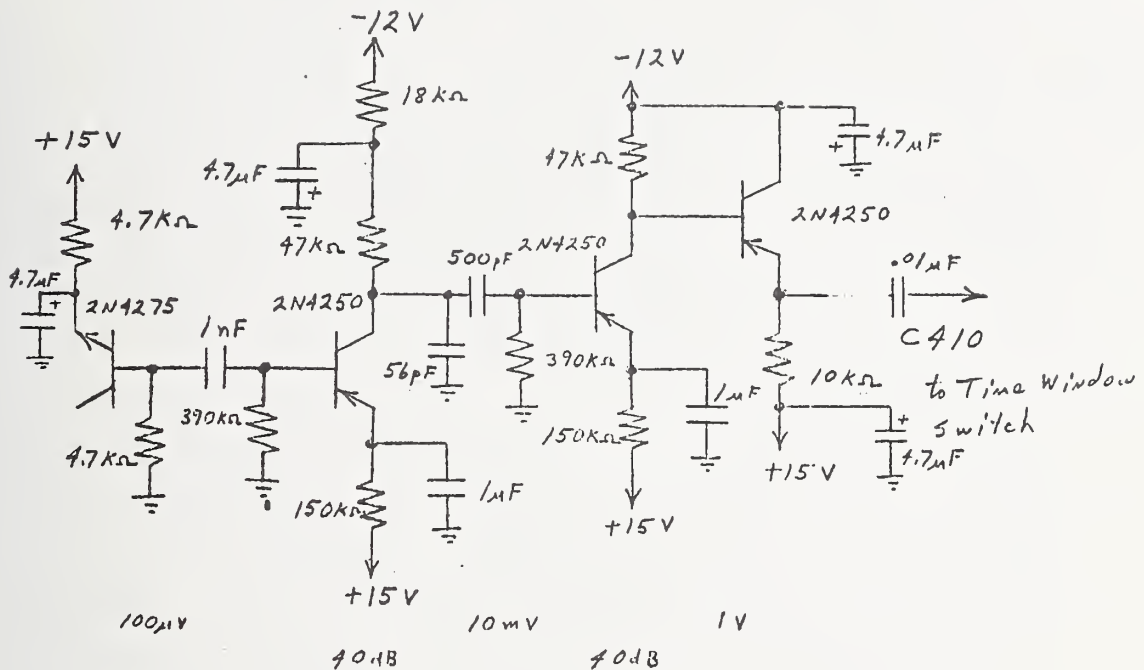 -12V
18kΩ
-12V
+15V
4.7µF
4.7µF
47kΩ
4.7kΩ
2N4250
47kΩ
500pF
2N4250
.01µF
4.7µF
2N4275
2N4250
1nF
C410
56pF
390kΩ
10kΩ
to Time Window
Switch
390kΩ
1µF
4.7kΩ
150kΩ
+15V
4.7µF
1µF
150kΩ
+15V
+15V
100µV
10mV
1V
40dB
40dB